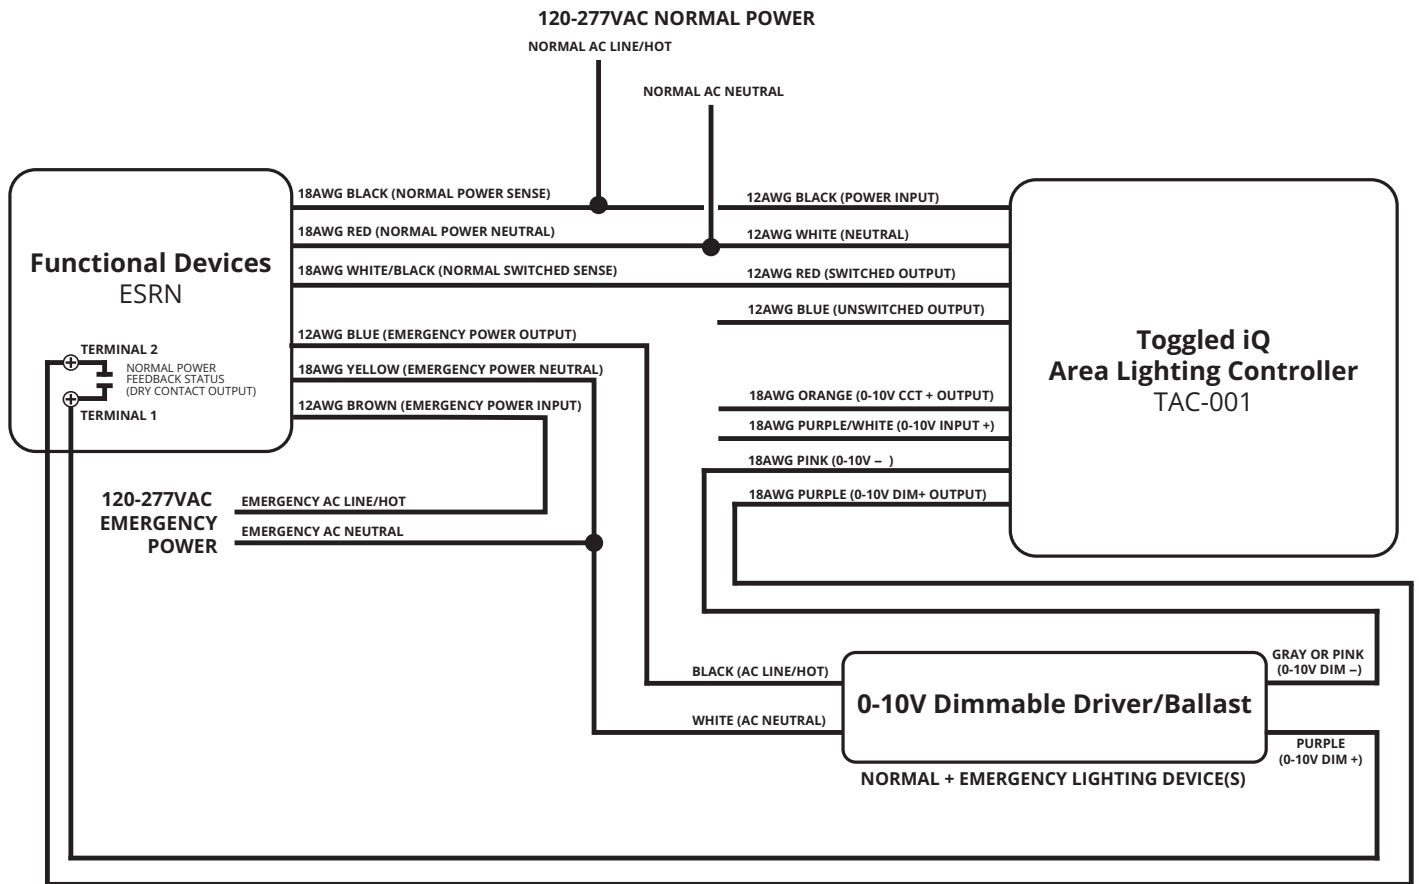 120-277VAC NORMAL POWER
NORMAL AC LINE/HOT
NORMAL AC NEUTRAL
18AWG BLACK (NORMAL POWER SENSE)
18AWG RED (NORMAL POWER NEUTRAL)
18AWG WHITE/BLACK (NORMAL SWITCHED SENSE)
12AWG BLACK (POWER INPUT)
12AWG WHITE (NEUTRAL)
12AWG RED (SWITCHED OUTPUT)
12AWG BLUE (UNSWITCHED OUTPUT)
Functional Devices
ESRN
12AWG BLUE (EMERGENCY POWER OUTPUT)
18AWG YELLOW (EMERGENCY POWER NEUTRAL)
12AWG BROWN (EMERGENCY POWER INPUT)
TERMINAL 2
NORMAL POWER
FEEDBACK STATUS
(DRY CONTACT OUTPUT)
TERMINAL 1
Toggled iQ
Area Lighting Controller
TAC-001
18AWG ORANGE (0-10V CCT + OUTPUT)
18AWG PURPLE/WHITE (0-10V INPUT +)
18AWG PINK (0-10V – )
18AWG PURPLE (0-10V DIM+ OUTPUT)
120-277VAC
EMERGENCY
POWER
EMERGENCY AC LINE/HOT
EMERGENCY AC NEUTRAL
BLACK (AC LINE/HOT)
WHITE (AC NEUTRAL)
0-10V Dimmable Driver/Ballast
GRAY OR PINK
(0-10V DIM –)
PURPLE
(0-10V DIM +)
NORMAL + EMERGENCY LIGHTING DEVICE(S)